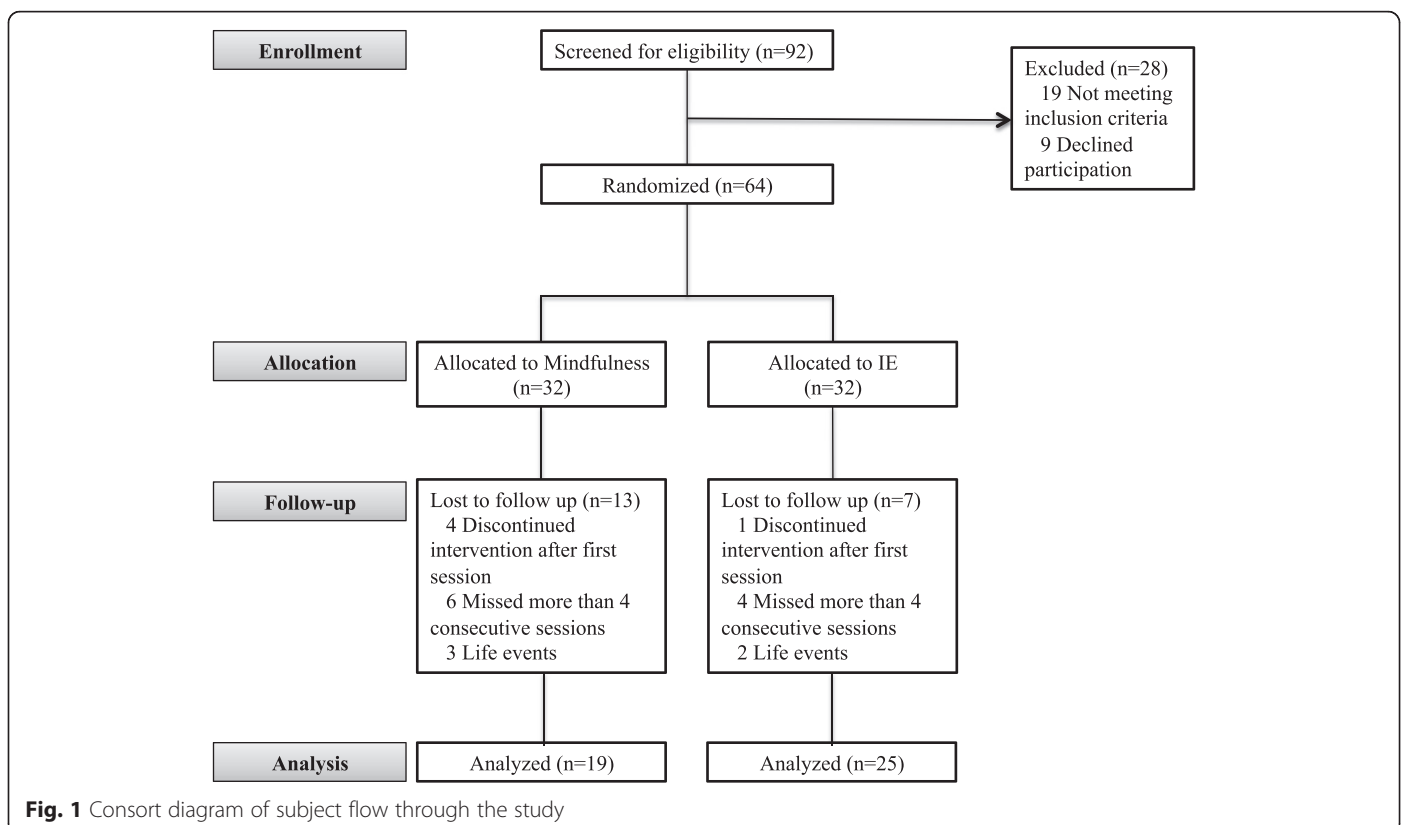 Enrollment
Screened for eligibility (n=92)
Excluded (n=28)
19 Not meeting
inclusion criteria
9 Declined
participation
Randomized (n=64)
Allocation
Allocated to Mindfulness
(n=32)
Allocated to IE
(n=32)
Follow-up
Lost to follow up (n=13)
4 Discontinued
intervention after first
session
6 Missed more than 4
consecutive sessions
3 Life events
Lost to follow up (n=7)
1 Discontinued
intervention after first
session
4 Missed more than 4
consecutive sessions
2 Life events
Analysis
Analyzed (n=19)
Analyzed (n=25)
Fig. 1 Consort diagram of subject flow through the study